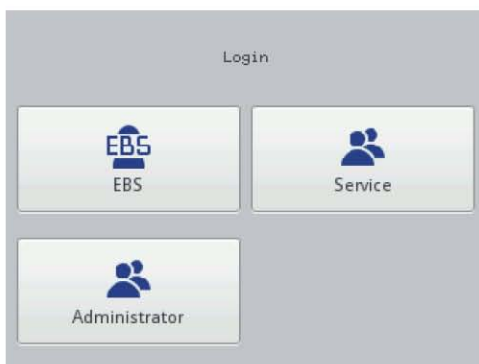 Login
EBS
EBS
Service
Administrator